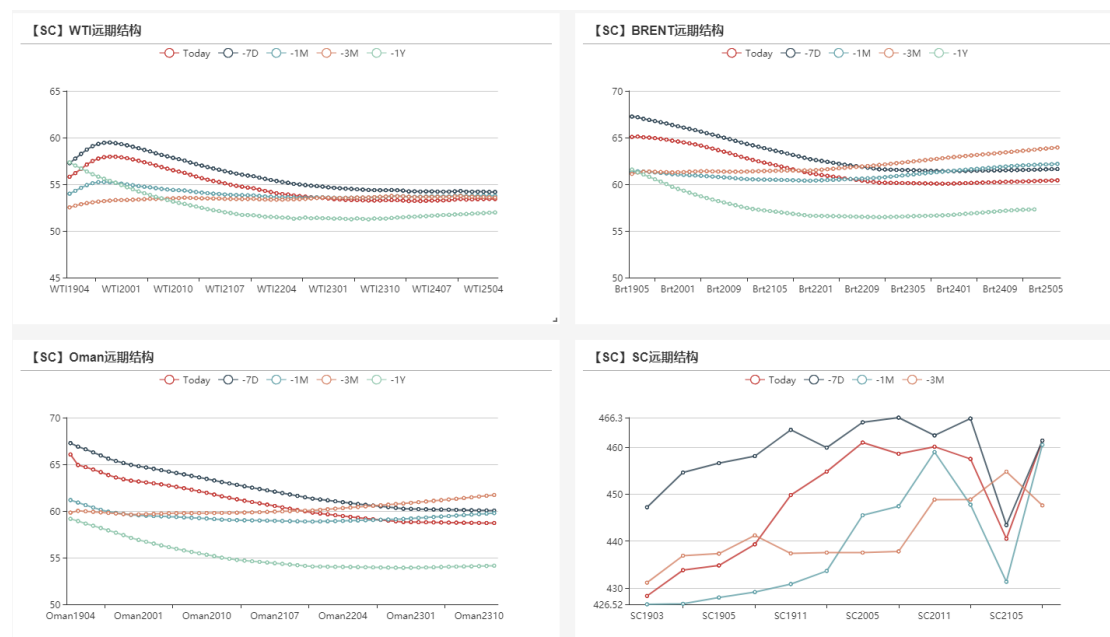 【SC】WTI远期结构
Today -7D -1M -3M -1Y
65
60
55
50
45
WTI1904 WTI2001 WTI2010 WTI2107 WTI2204 WTI2301 WTI2310 WTI2407 WTI2504
【SC】BRENT远期结构
Today -7D -1M -3M -1Y
70
65
60
55
50
Brt1905 Brt2001 Brt2009 Brt2105 Brt2201 Brt2209 Brt2305 Brt2401 Brt2409 Brt2505
【SC】Oman远期结构
Today -7D -1M -3M -1Y
70
65
60
55
50
Oman1904 Oman2001 Oman2010 Oman2107 Oman2204 Oman2301 Oman2310
【SC】SC远期结构
Today -7D -1M -3M
466.3
460
450
440
430
426.52
SC1903 SC1905 SC1911 SC2005 SC2011 SC2105